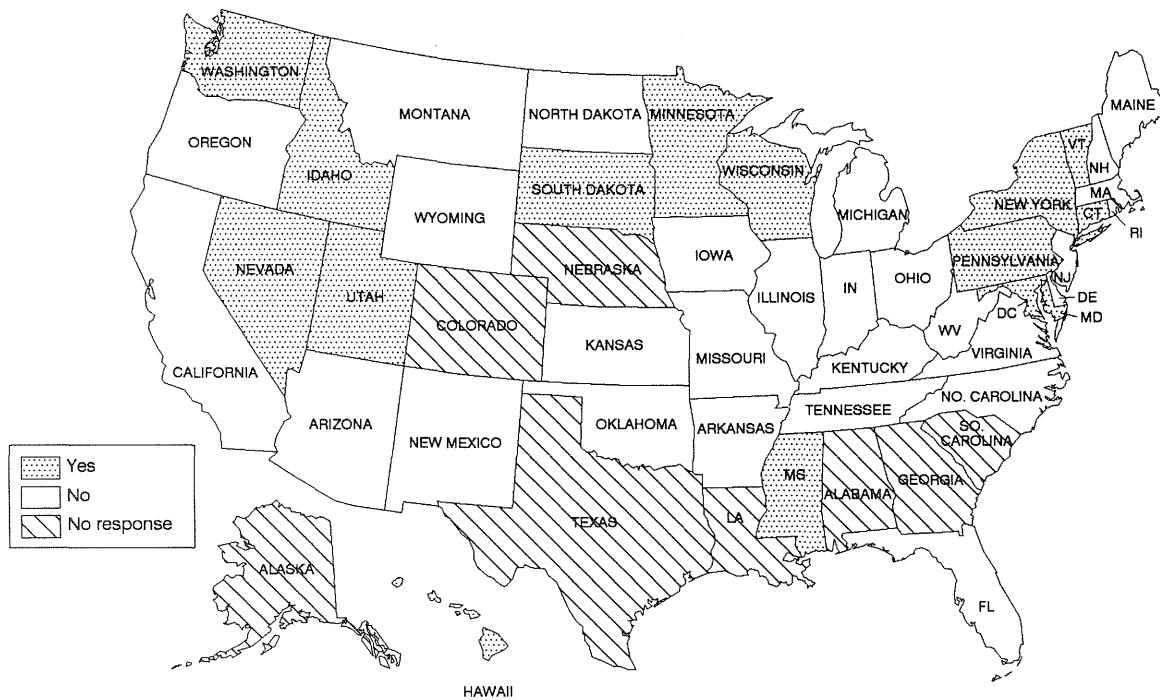 WASHINGTON
MONTANA
NORTH DAKOTA
MINNESOTA
MAINE
OREGON
IDAHO
WISCONSIN
VT
NH
SOUTH DAKOTA
WYOMING
MICHIGAN
NEW YORK
MA
CT
RI
NEVADA
NEBRASKA
IOWA
PENNSYLVANIA
UTAH
ILLINOIS
IN
OHIO
NJ
DE
MD
DC
COLORADO
KANSAS
MISSOURI
WV
VIRGINIA
KENTUCKY
CALIFORNIA
NO. CAROLINA
TENNESSEE
ARIZONA
NEW MEXICO
OKLAHOMA
ARKANSAS
SO.
CAROLINA
MS
ALABAMA
GEORGIA
TEXAS
LA
Yes
No
No response
ALASKA
FL
HAWAII